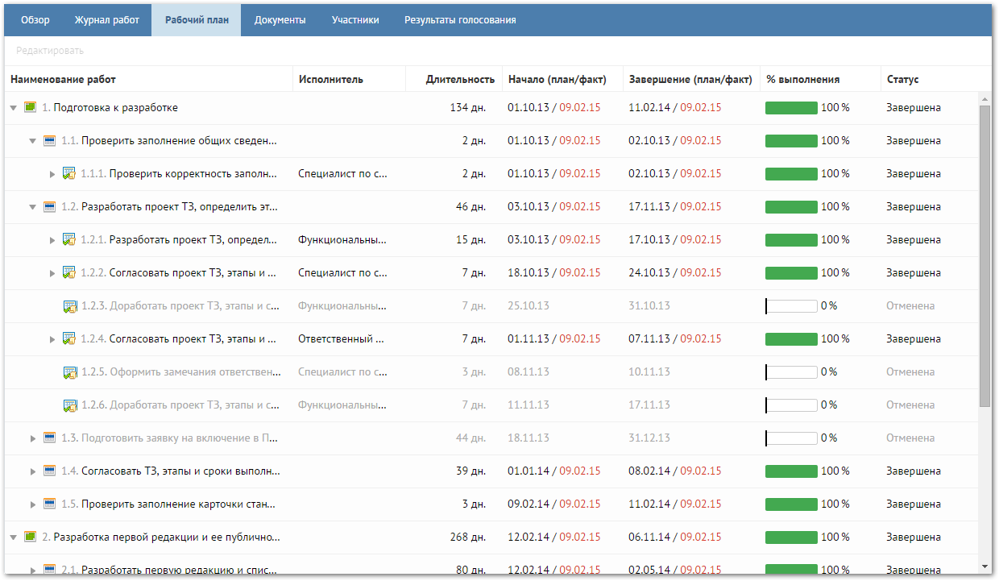 Обзор Журнал работ Рабочий план Документы Участники Результаты голосования
Редактировать
Наименование работ Исполнитель Длительность Начало (план/факт) Завершение (план/факт) % выполнения Статус
1. Подготовка к разработке 134 дн. 01.10.13 / 09.02.15 11.02.14 / 09.02.15 100 % Завершена
1.1. Проверить заполнение общих сведен... 2 дн. 01.10.13 / 09.02.15 02.10.13 / 09.02.15 100 % Завершена
1.1.1. Проверить корректность заполн... Специалист по с... 2 дн. 01.10.13 / 09.02.15 02.10.13 / 09.02.15 100 % Завершена
1.2. Разработать проект ТЗ, определить эт... 46 дн. 03.10.13 / 09.02.15 17.11.13 / 09.02.15 100 % Завершена
1.2.1. Разработать проект ТЗ, определ... Функциональны... 15 дн. 03.10.13 / 09.02.15 17.10.13 / 09.02.15 100 % Завершена
1.2.2. Согласовать проект ТЗ, этапы и ... Специалист по с... 7 дн. 18.10.13 / 09.02.15 24.10.13 / 09.02.15 100 % Завершена
1.2.3. Доработать проект ТЗ, этапы и с... Функциональны... 7 дн. 25.10.13 31.10.13 0 % Отменена
1.2.4. Согласовать проект ТЗ, этапы и ... Ответственный ... 7 дн. 01.11.13 / 09.02.15 07.11.13 / 09.02.15 100 % Завершена
1.2.5. Оформить замечания ответствен... Специалист по с... 3 дн. 08.11.13 10.11.13 0 % Отменена
1.2.6. Доработать проект ТЗ, этапы и с... Функциональны... 7 дн. 11.11.13 17.11.13 0 % Отменена
1.3. Подготовить заявку на включение в П... 44 дн. 18.11.13 31.12.13 0 % Отменена
1.4. Согласовать ТЗ, этапы и сроки выполн... 39 дн. 01.01.14 / 09.02.15 08.02.14 / 09.02.15 100 % Завершена
1.5. Проверить заполнение карточки стан... 3 дн. 09.02.14 / 09.02.15 11.02.14 / 09.02.15 100 % Завершена
2. Разработка первой редакции и ее публично... 268 дн. 12.02.14 / 09.02.15 06.11.14 / 09.02.15 100 % Завершена
2.1. Разработать первую редакцию и спис... 80 дн. 12.02.14 / 09.02.15 02.05.14 / 09.02.15 100 % Завершена